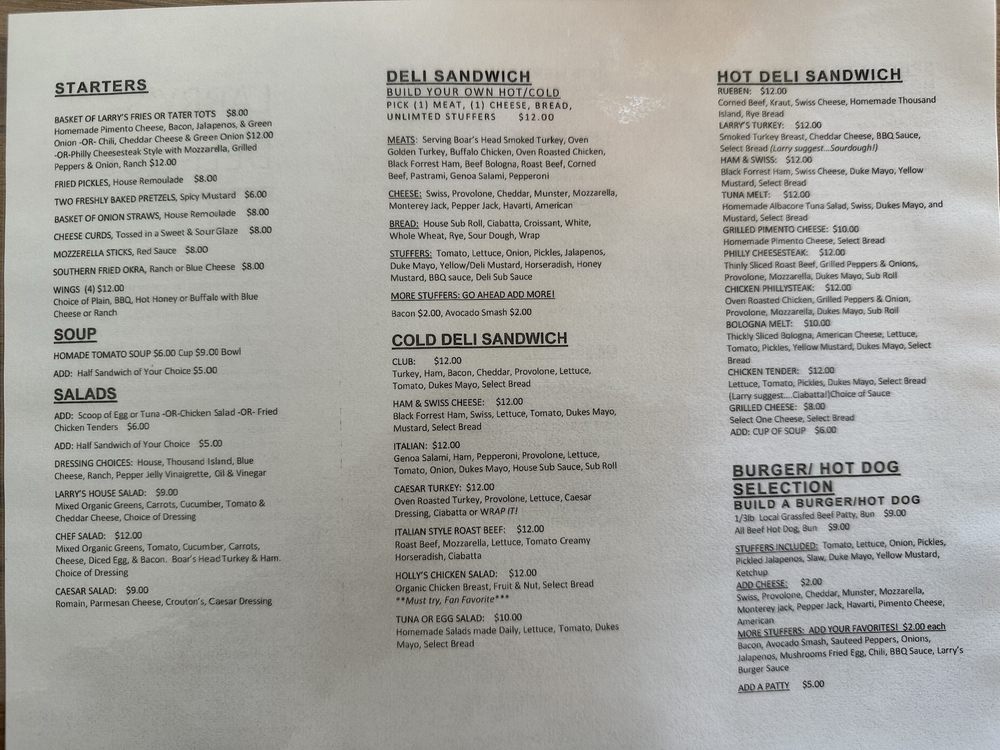 STARTERS
BASKET OF LARRY'S FRIES OR TATER TOTS $8.00
Homemade Pimento Cheese, Bacon, Jalapenos, & Green
Onion -OR- Chili, Cheddar Cheese & Green Onion $12.00
-OR-Philly Cheesesteak Style with Mozzarella, Grilled
Peppers & Onion, Ranch $12.00
FRIED PICKLES, House Remoulade $8.00
TWO FRESHLY BAKED PRETZELS, Spicy Mustard $6.00
BASKET OF ONION STRAWS, House Remoulade $8.00
CHEESE CURDS, Tossed in a Sweet & Sour Glaze $8.00
MOZZERELLA STICKS, Red Sauce $8.00
SOUTHERN FRIED OKRA, Ranch or Blue Cheese $8.00
WINGS (4) $12.00
Choice of Plain, BBQ, Hot Honey or Buffalo with Blue
Cheese or Ranch
SOUP
HOMADE TOMATO SOUP $6.00 Cup $9.00 Bowl
ADD: Half Sandwich of Your Choice $5.00
SALADS
ADD: Scoop of Egg or Tuna -OR-Chicken Salad -OR- Fried
Chicken Tenders $6.00
ADD: Half Sandwich of Your Choice $5.00
DRESSING CHOICES: House, Thousand Island, Blue
Cheese, Ranch, Pepper Jelly Vinaigrette, Oil & Vinegar
LARRY'S HOUSE SALAD: $9.00
Mixed Organic Greens, Carrots, Cucumber, Tomato &
Cheddar Cheese, Choice of Dressing
CHEF SALAD: $12.00
Mixed Organic Greens, Tomato, Cucumber, Carrots,
Cheese, Diced Egg, & Bacon. Boar's Head Turkey & Ham.
Choice of Dressing
CAESAR SALAD: $9.00
Romain, Parmesan Cheese, Crouton's, Caesar Dressing
DELI SANDWICH
BUILD YOUR OWN HOT/COLD
PICK (1) MEAT, (1) CHEESE, BREAD,
UNLIMTED STUFFERS $12.00
MEATS: Serving Boar's Head Smoked Turkey, Oven
Golden Turkey, Buffalo Chicken, Oven Roasted Chicken,
Black Forrest Ham, Beef Bologna, Roast Beef, Corned
Beef, Pastrami, Genoa Salami, Pepperoni
CHEESE: Swiss, Provolone, Cheddar, Munster, Mozzarella,
Monterey Jack, Pepper Jack, Havarti, American
BREAD: House Sub Roll, Ciabatta, Croissant, White,
Whole Wheat, Rye, Sour Dough, Wrap
STUFFERS: Tomato, Lettuce, Onion, Pickles, Jalapenos,
Duke Mayo, Yellow/Deli Mustard, Horseradish, Honey
Mustard, BBQ sauce, Deli Sub Sauce
MORE STUFFERS: GO AHEAD ADD MORE!
Bacon $2.00, Avocado Smash $2.00
COLD DELI SANDWICH
CLUB: $12.00
Turkey, Ham, Bacon, Cheddar, Provolone, Lettuce,
Tomato, Dukes Mayo, Select Bread
HAM & SWISS CHEESE: $12.00
Black Forrest Ham, Swiss, Lettuce, Tomato, Dukes Mayo,
Mustard, Select Bread
ITALIAN: $12.00
Genoa Salami, Ham, Pepperoni, Provolone, Lettuce,
Tomato, Onion, Dukes Mayo, House Sub Sauce, Sub Roll
CAESAR TURKEY: $12.00
Oven Roasted Turkey, Provolone, Lettuce, Caesar
Dressing, Ciabatta or WRAP IT!
ITALIAN STYLE ROAST BEEF: $12.00
Roast Beef, Mozzarella, Lettuce, Tomato Creamy
Horseradish, Ciabatta
HOLLY'S CHICKEN SALAD: $12.00
Organic Chicken Breast, Fruit & Nut, Select Bread
**Must try, Fan Favorite***
TUNA OR EGG SALAD: $10.00
Homemade Salads made Daily, Lettuce, Tomato, Dukes
Mayo, Select Bread
HOT DELI SANDWICH
RUEBEN: $12.00
Corned Beef, Kraut, Swiss Cheese, Homemade Thousand
Island, Rye Bread
LARRY'S TURKEY: $12.00
Smoked Turkey Breast, Cheddar Cheese, BBQ Sauce,
Select Bread (Larry suggest...Sourdough!)
HAM & SWISS: $12.00
Black Forrest Ham, Swiss Cheese, Duke Mayo, Yellow
Mustard, Select Bread
TUNA MELT: $12.00
Homemade Albacore Tuna Salad, Swiss, Dukes Mayo, and
Mustard, Select Bread
GRILLED PIMENTO CHEESE: $10.00
Homemade Pimento Cheese, Select Bread
PHILLY CHEESESTEAK: $12.00
Thinly Sliced Roast Beef, Grilled Peppers & Onions,
Provolone, Mozzarella, Dukes Mayo, Sub Roll
CHICKEN PHILLYSTEAK: $12.00
Oven Roasted Chicken, Grilled Peppers & Onion,
Provolone, Mozzarella, Dukes Mayo, Sub Roll
BOLOGNA MELT: $10.00
Thickly Sliced Bologna, American Cheese, Lettuce,
Tomato, Pickles, Yellow Mustard, Dukes Mayo, Select
Bread
CHICKEN TENDER: $12.00
Lettuce, Tomato, Pickles, Dukes Mayo, Select Bread
(Larry suggest....Ciabatta!)Choice of Sauce
GRILLED CHEESE: $8.00
Select One Cheese, Select Bread
ADD: CUP OF SOUP $6.00
BURGER/ HOT DOG
SELECTION
BUILD A BURGER/HOT DOG
1/3lb Local Grassfed Beef Patty, Bun $9.00
All Beef Hot Dog, Bun $9.00
STUFFERS INCLUDED: Tomato, Lettuce, Onion, Pickles,
Pickled Jalapenos, Slaw, Duke Mayo, Yellow Mustard,
Ketchup
ADD CHEESE: $2.00
Swiss, Provolone, Cheddar, Munster, Mozzarella,
Monterey Jack, Pepper Jack, Havarti, Pimento Cheese,
American
MORE STUFFERS: ADD YOUR FAVORITES! $2.00 each
Bacon, Avocado Smash, Sauteed Peppers, Onions,
Jalapenos, Mushrooms Fried Egg, Chili, BBQ Sauce, Larry's
Burger Sauce
ADD A PATTY $5.00